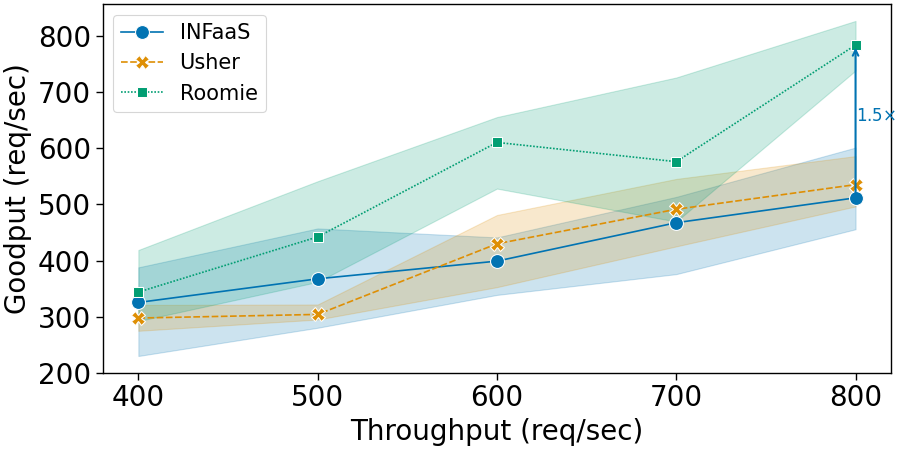 INFaaS
Usher
Roomie
800
700
600
500
400
300
200
Goodput (req/sec)
1.5×
400 500 600 700 800
Throughput (req/sec)